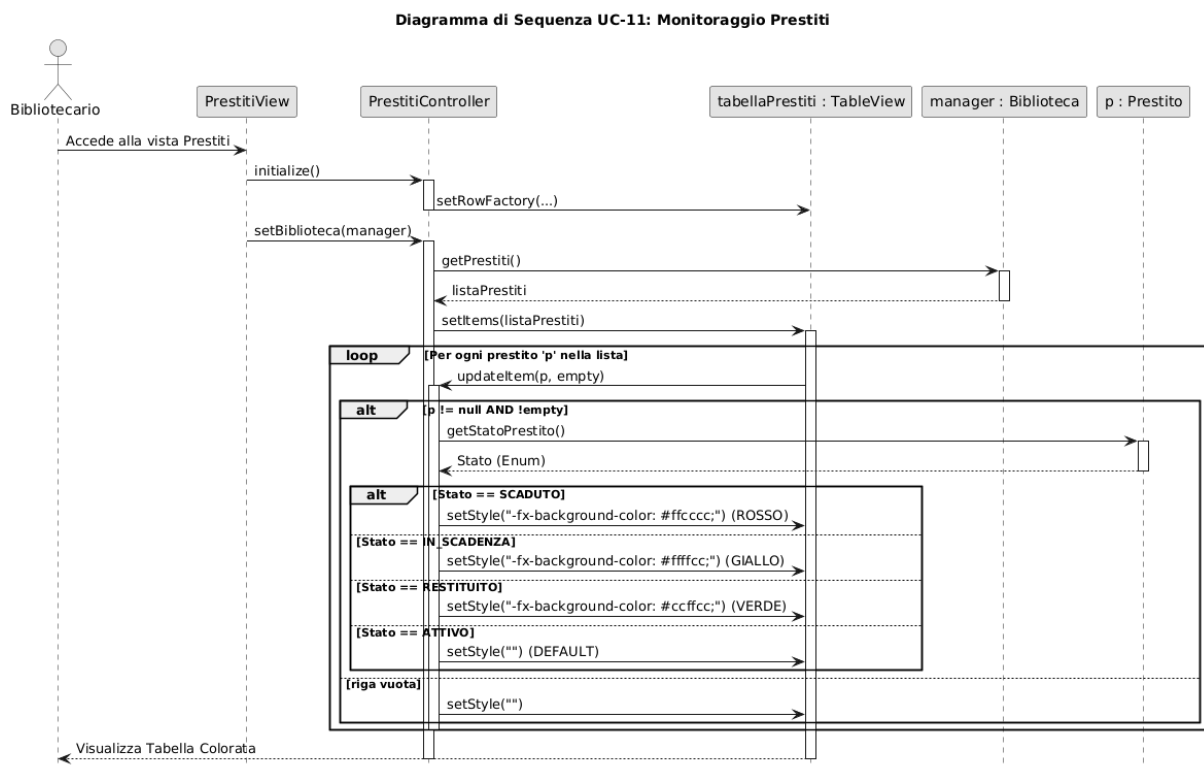 Diagramma di Sequenza UC-11: Monitoraggio Prestiti
Bibliotecario
PrestitiView
PrestitiController
tabellaPrestiti : TableView
manager : Biblioteca
p : Prestito
Accede alla vista Prestiti
initialize()
setRowFactory(...)
setBiblioteca(manager)
getPrestiti()
listaPrestiti
setItems(listaPrestiti)
loop [Per ogni prestito 'p' nella lista]
updateItem(p, empty)
alt [p != null AND !empty]
getStatoPrestito()
Stato (Enum)
alt [Stato == SCADUTO]
setStyle("-fx-background-color: #ffcccc;") (ROSSO)
[Stato == IN_SCADENZA]
setStyle("-fx-background-color: #ffffcc;") (GIALLO)
[Stato == RESTITUITO]
setStyle("-fx-background-color: #ccffcc;") (VERDE)
[Stato == ATTIVO]
setStyle("") (DEFAULT)
[riga vuota]
setStyle("")
Visualizza Tabella Colorata